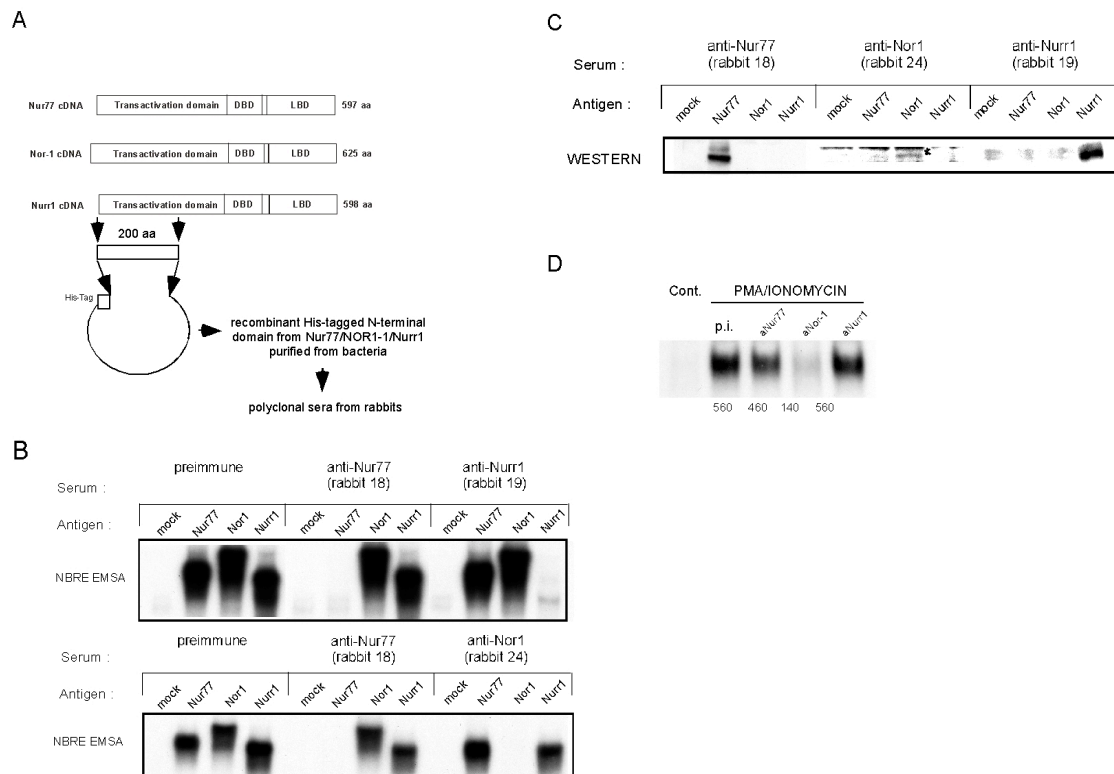 A
Nur77 cDNA Transactivation domain DBD LBD 597 aa
Nor-1 cDNA Transactivation domain DBD LBD 625 aa
Nurr1 cDNA Transactivation domain DBD LBD 598 aa
200 aa
His-Tag
recombinant His-tagged N-terminal
domain from Nur77/NOR1-1/Nurr1
purified from bacteria
polyclonal sera from rabbits
B
preimmune anti-Nur77 anti-Nurr1
(rabbit 18) (rabbit 19)
Serum :
Antigen : mock Nur77 Nor1 Nurr1 mock Nur77 Nor1 Nurr1 mock Nur77 Nor1 Nurr1
NBRE EMSA
preimmune anti-Nur77 anti-Nor1
Serum : (rabbit 18) (rabbit 24)
Antigen : mock Nur77 Nor1 Nurr1 mock Nur77 Nor1 Nurr1 mock Nur77 Nor1 Nurr1
NBRE EMSA
C
anti-Nur77 anti-Nor1 anti-Nurr1
Serum : (rabbit 18) (rabbit 24) (rabbit 19)
Antigen : mock Nur77 Nor1 Nurr1 mock Nur77 Nor1 Nurr1 mock Nur77 Nor1 Nurr1
WESTERN *
D
Cont. PMA/IONOMYCIN
p.i. aNur77 aNor-1 aNurr1
560 460 140 560